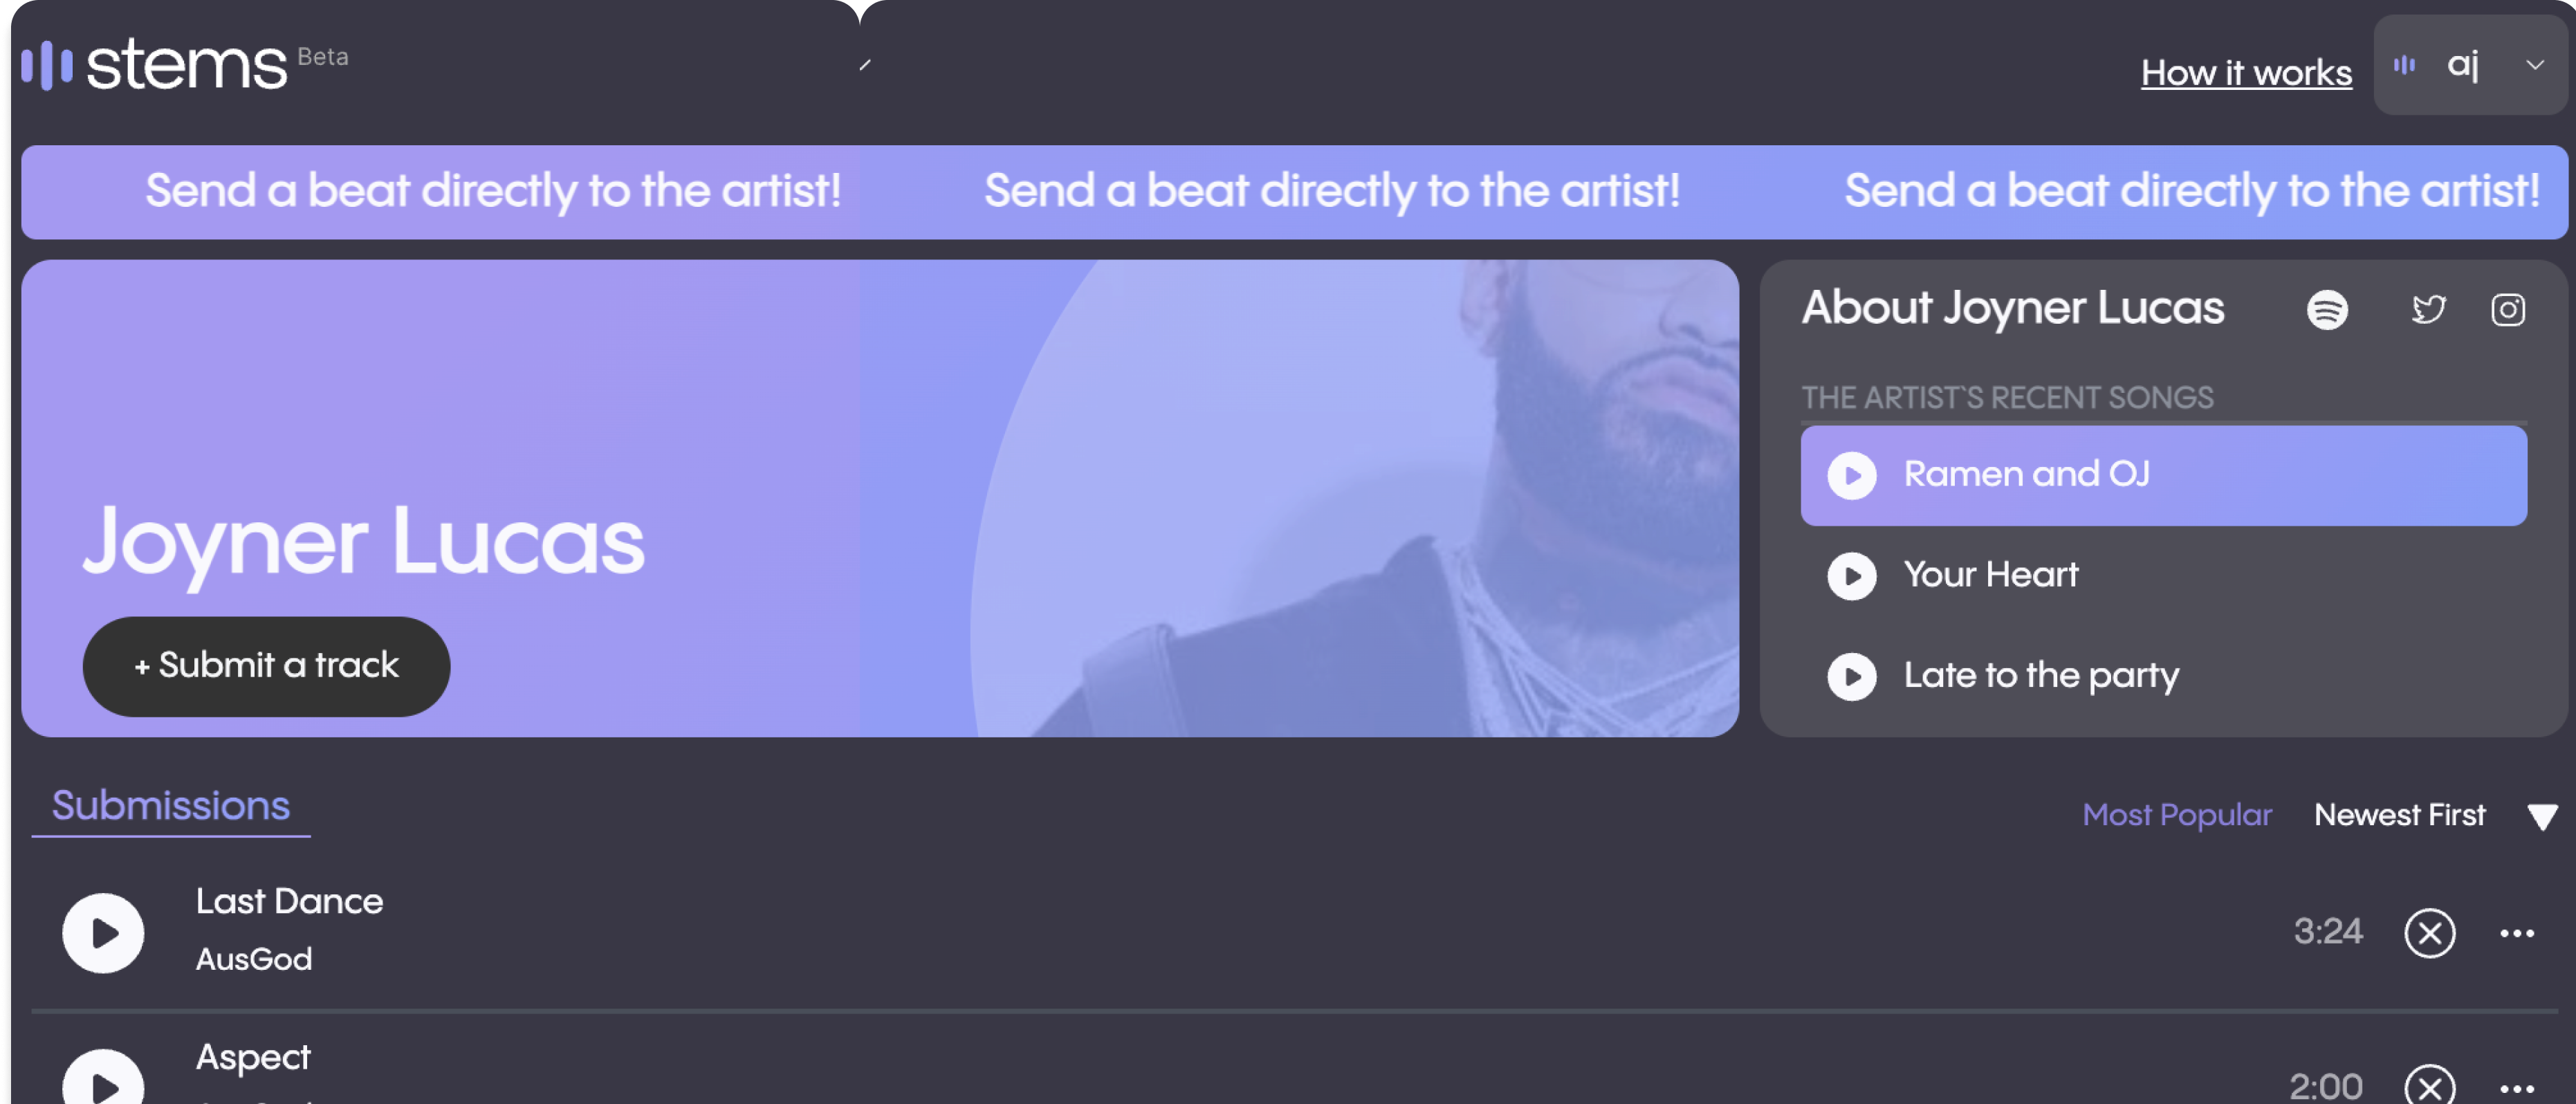 stems Beta
How it works
aj
Send a beat directly to the artist! Send a beat directly to the artist! Send a beat directly to the artist!
Joyner Lucas
+ Submit a track
About Joyner Lucas
THE ARTIST`S RECENT SONGS
Ramen and OJ
Your Heart
Late to the party
Submissions
Most Popular Newest First
Last Dance
AusGod
3:24
Aspect
2:00